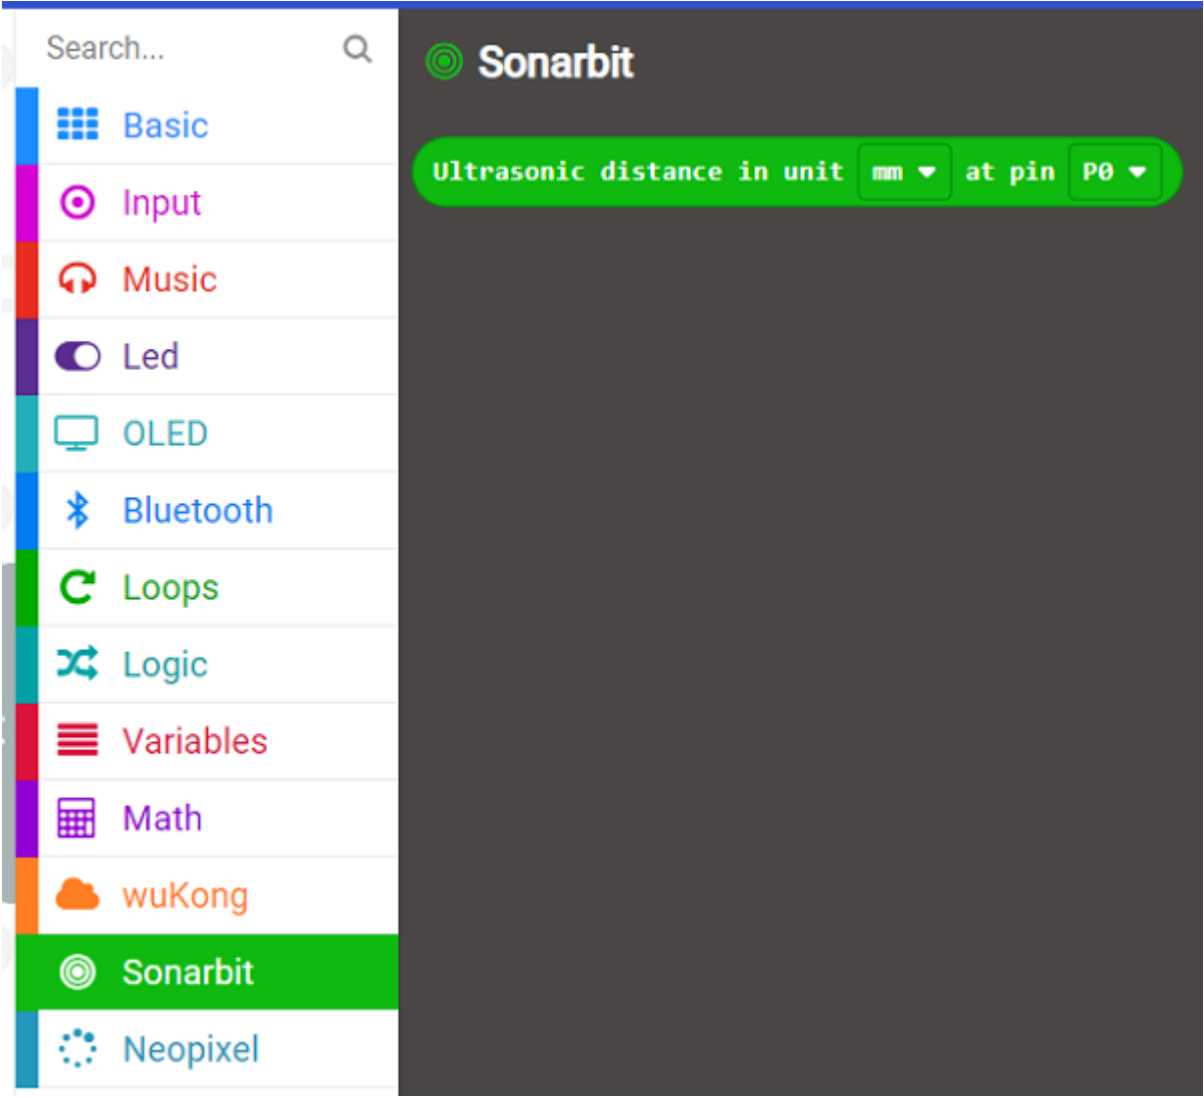 Search...
Basic
Input
Music
Led
OLED
Bluetooth
Loops
Logic
Variables
Math
wuKong
Sonarbit
Neopixel
Sonarbit
Ultrasonic distance in unit mm at pin P0